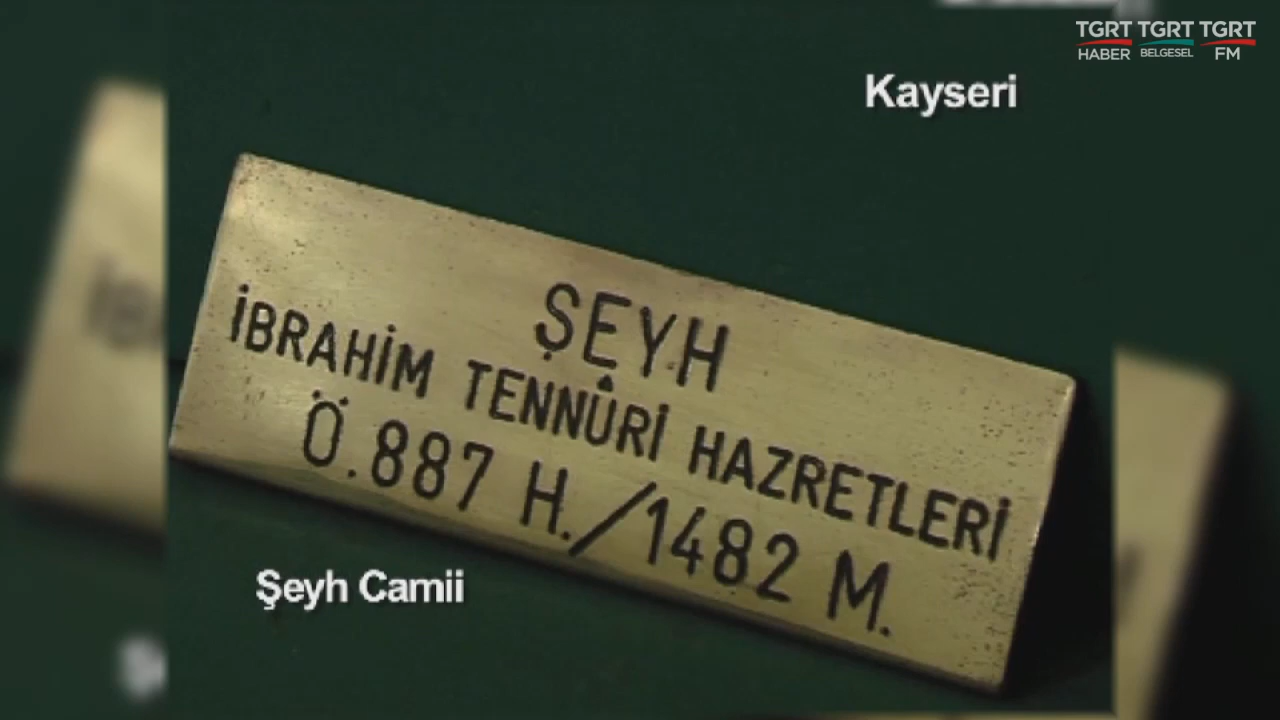 TGRT TGRT TGRT
HABER BELGESEL FM
Kayseri
ŞEYH
İBRAHİM TENNÛRİ HAZRETLERİ
Ö.887 H./1482 M.
Şeyh Camii